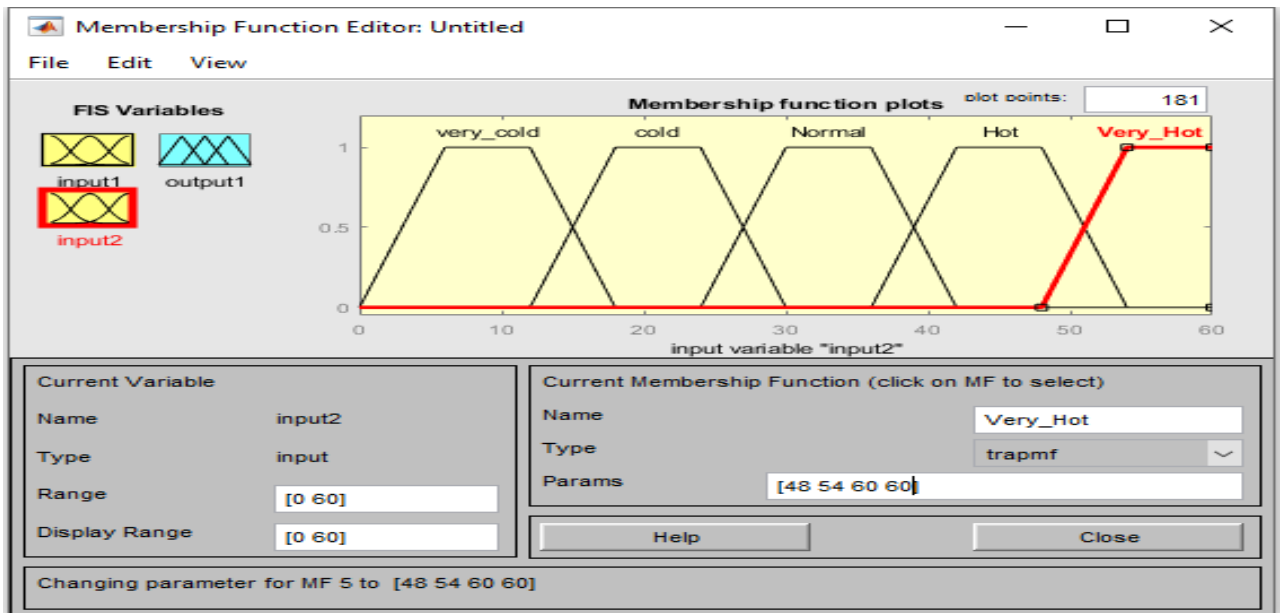 Membership Function Editor: Untitled
File Edit View
FIS Variables
Membership function plots
plot points:
181
input1
output1
input2
very_cold cold Normal Hot Very_Hot
1
0.5
0
0 10 20 30 40 50 60
input variable "input2"
Current Variable
Name input2
Type input
Range [0 60]
Display Range [0 60]
Current Membership Function (click on MF to select)
Name Very_Hot
Type trapmf
Params [48 54 60 60]
Help Close
Changing parameter for MF 5 to [48 54 60 60]